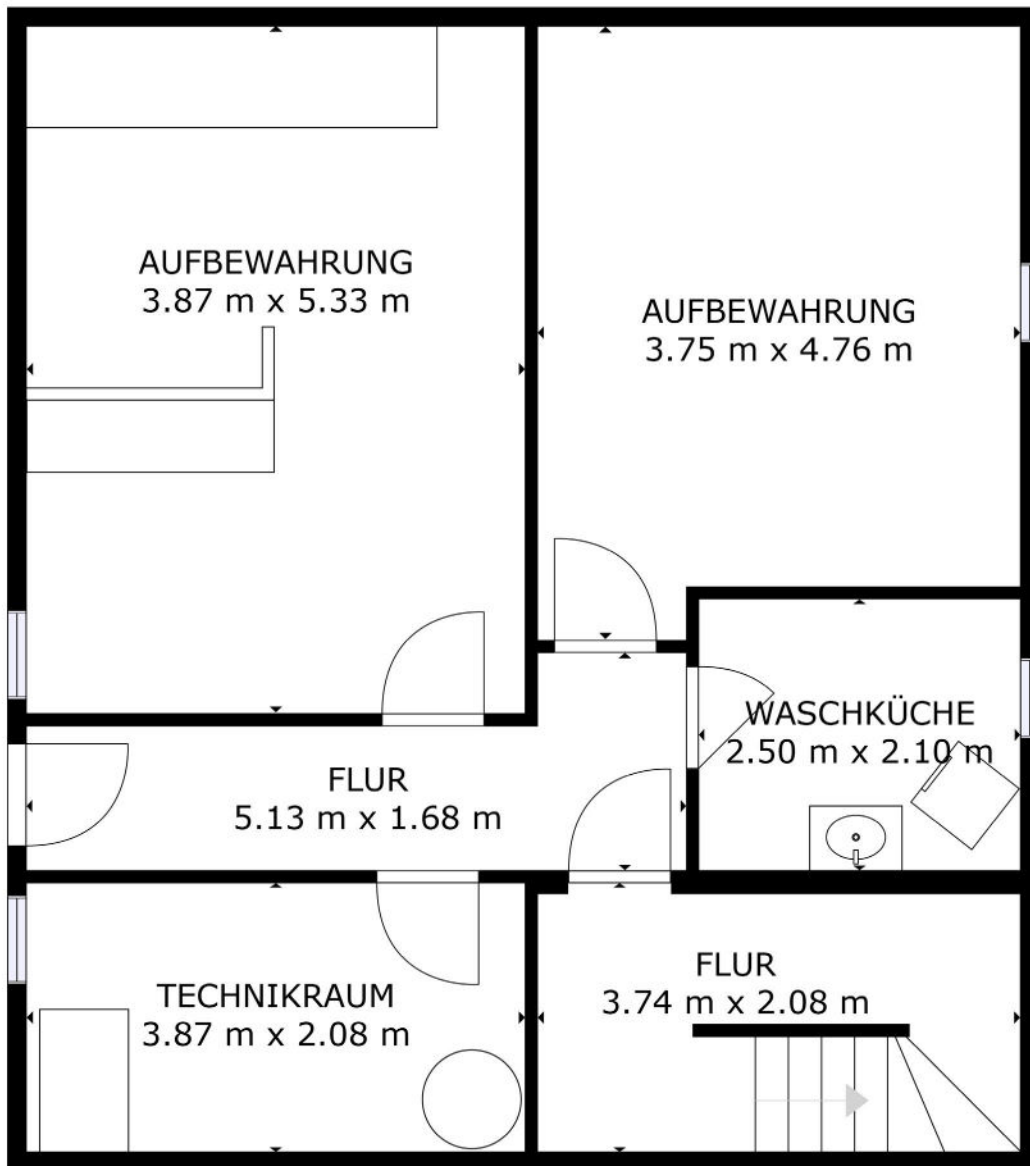 AUFBEWAHRUNG
3.87 m x 5.33 m
AUFBEWAHRUNG
3.75 m x 4.76 m
WASCHKÜCHE
2.50 m x 2.10 m
FLUR
5.13 m x 1.68 m
TECHNIKRAUM
3.87 m x 2.08 m
FLUR
3.74 m x 2.08 m